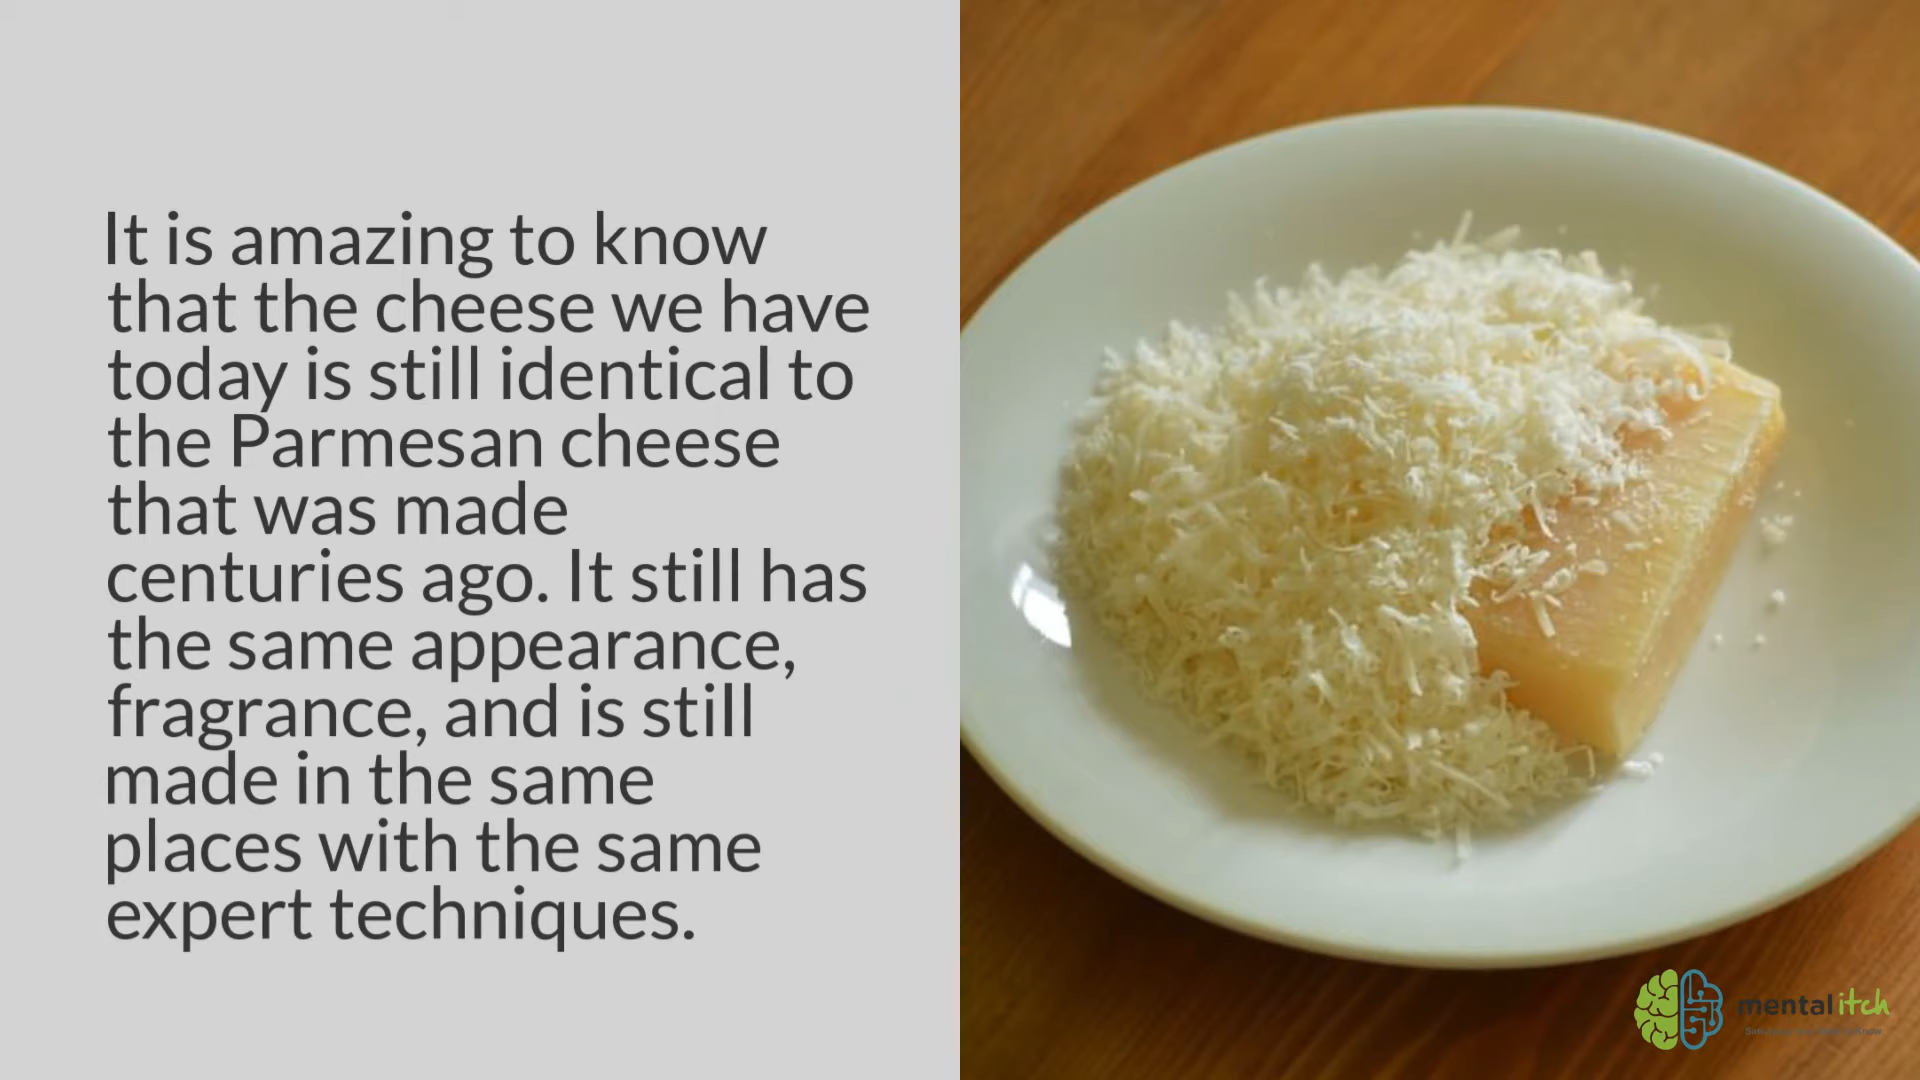 It is amazing to know
that the cheese we have
today is still identical to
the Parmesan cheese
that was made
centuries ago. It still has
the same appearance,
fragrance, and is still
made in the same
places with the same
expert techniques.
mentalitch